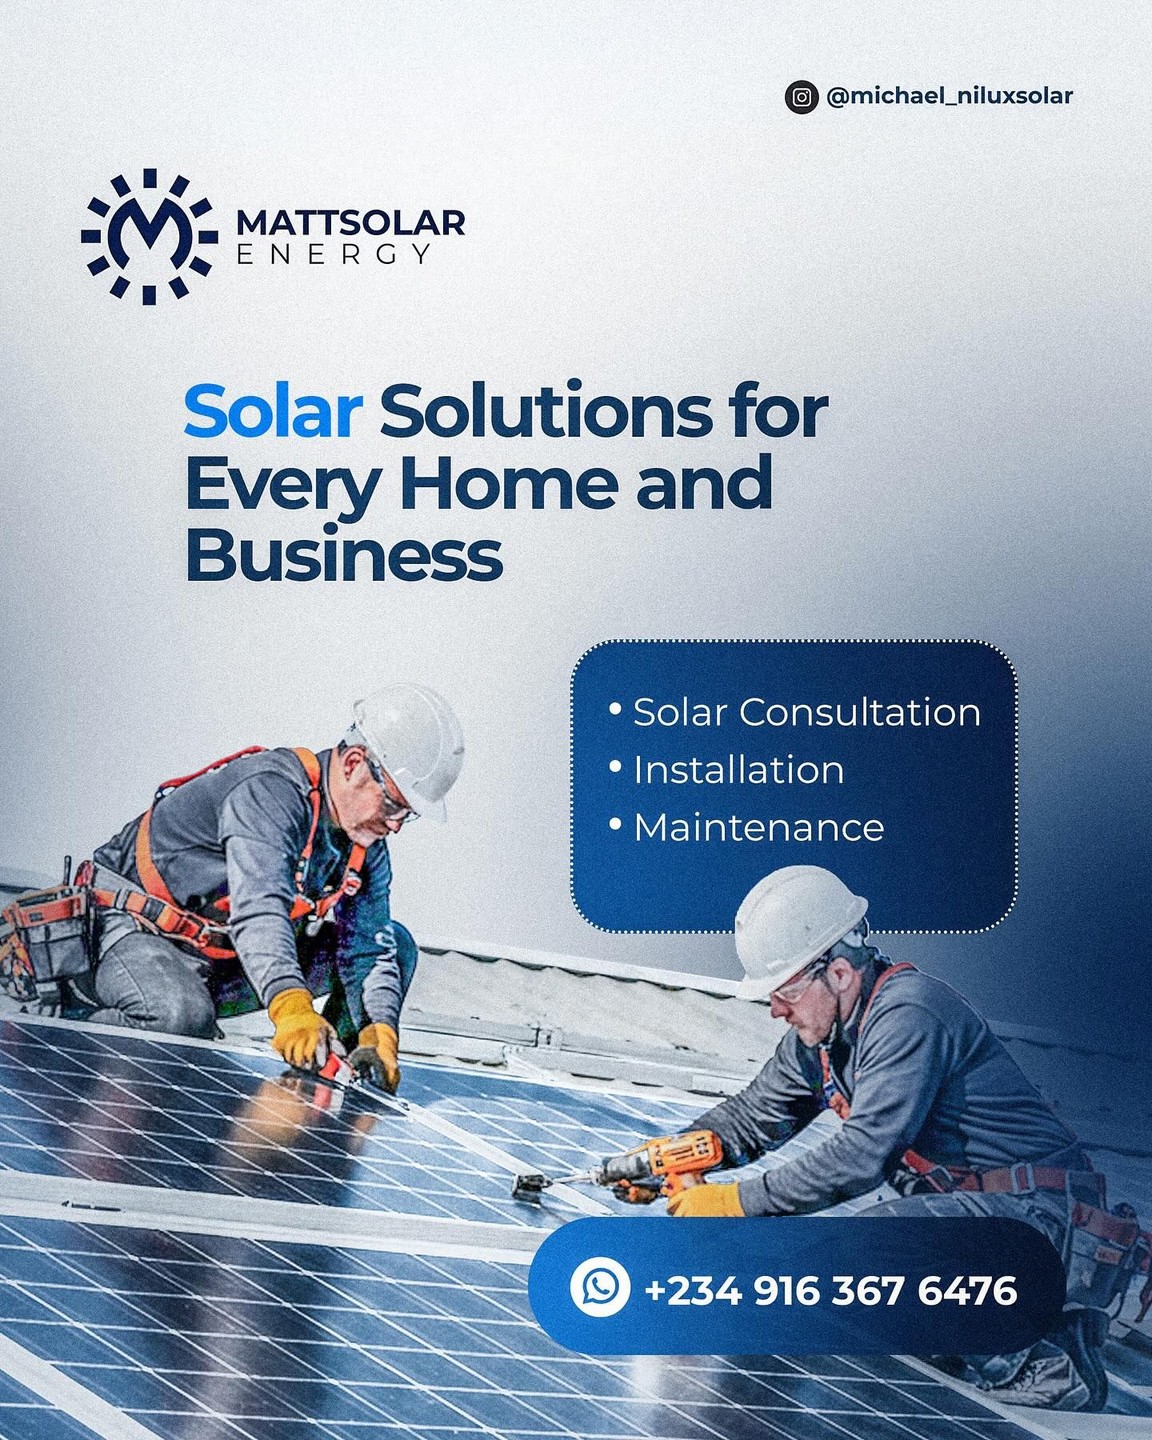 @michael_niluxsolar
MATTSOLAR
ENERGY
Solar Solutions for
Every Home and
Business
• Solar Consultation
• Installation
• Maintenance
+234 916 367 6476